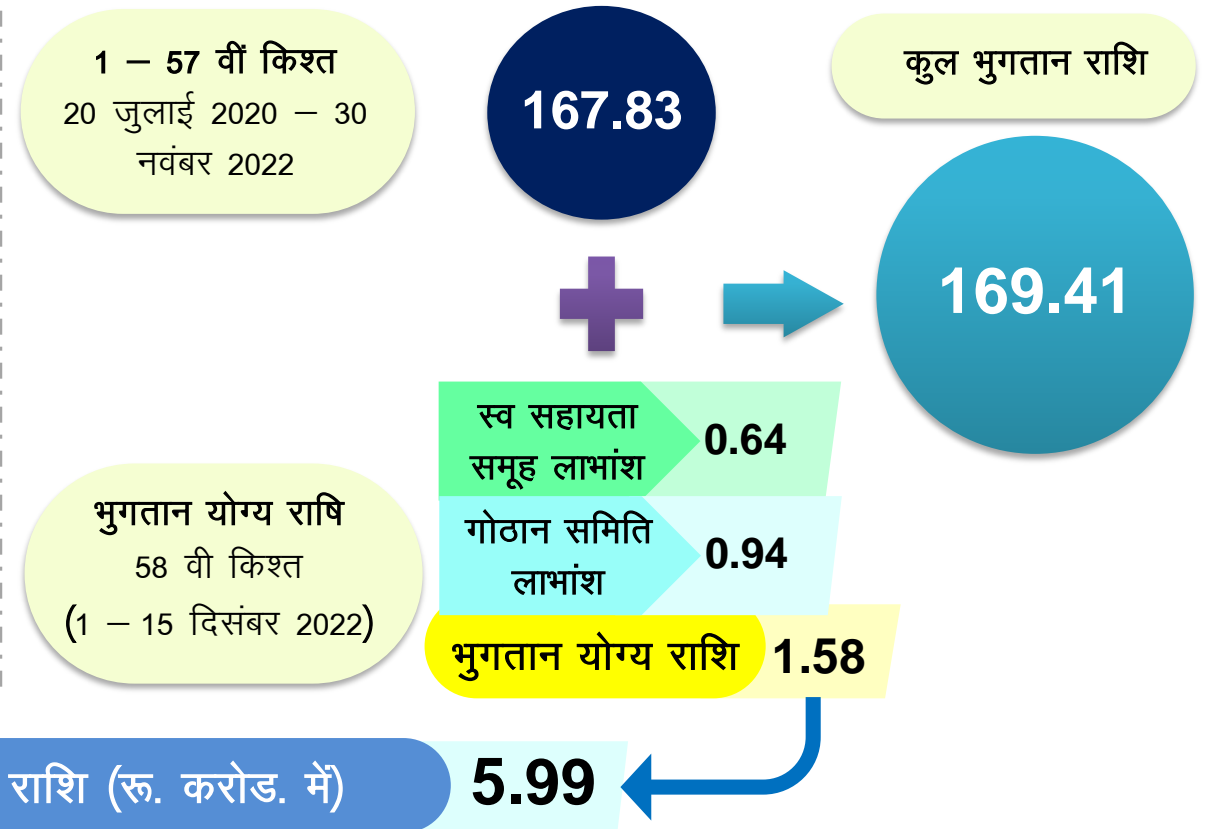 1 – 57 वीं किश्त
20 जुलाई 2020 – 30
नवंबर 2022
167.83
कुल भुगतान राशि
169.41
स्व सहायता
समूह लाभांश
0.64
गोठान समिति
लाभांश
0.94
भुगतान योग्य राषि
58 वी किश्त
(1 – 15 दिसंबर 2022)
भुगतान योग्य राशि
1.58
राशि (रू. करोड. में)
5.99